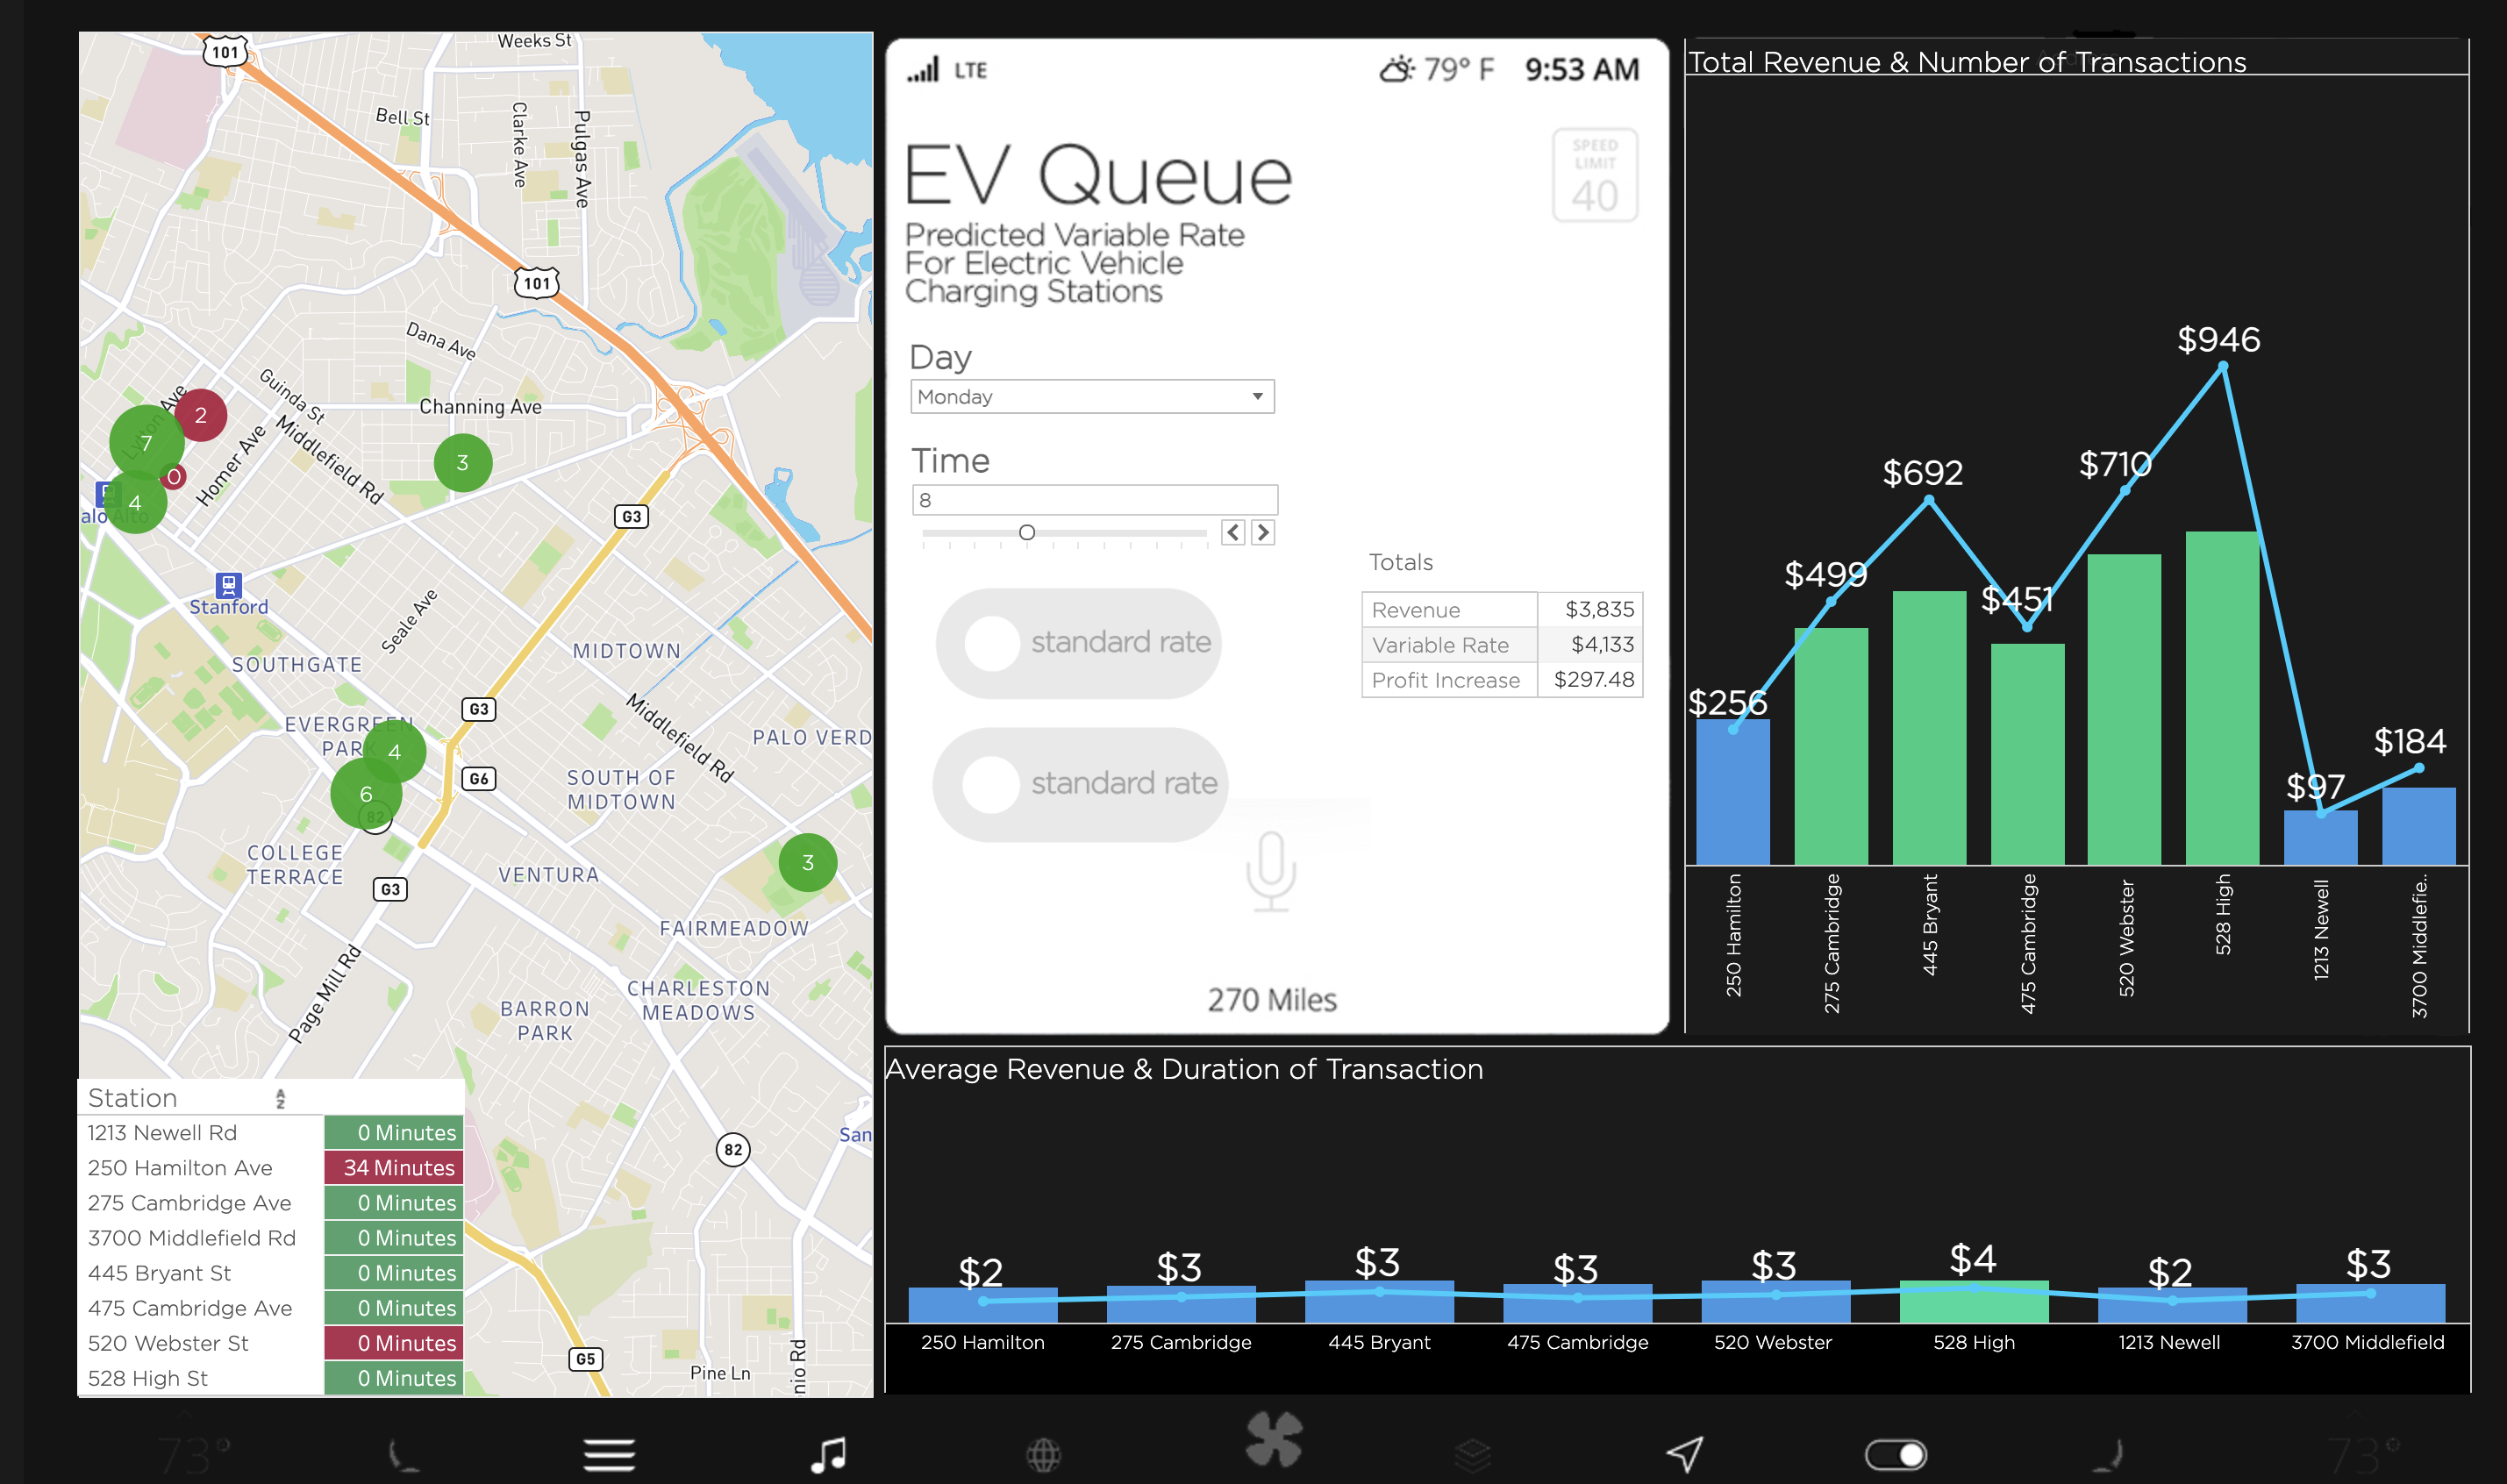 101
Weeks St
Bell St
Clarke Ave
Pulgas Ave
101
Dana Ave
Guinda St
Channing Ave
Middlefield Rd
Homer Ave
2
7
0
4
3
G3
Stanford
Seale Ave
SOUTHGATE
MIDTOWN
G3
Middlefield Rd
EVERGREEN
PARK
PALO VERD
4
G6
SOUTH OF
MIDTOWN
6
82
COLLEGE
TERRACE
3
VENTURA
G3
FAIRMEADOW
Page Mill Rd
CHARLESTON
MEADOWS
BARRON
PARK
San
82
G5
Pine Ln
nio Rd
Station
1213 Newell Rd 0 Minutes
250 Hamilton Ave 34 Minutes
275 Cambridge Ave 0 Minutes
3700 Middlefield Rd 0 Minutes
445 Bryant St 0 Minutes
475 Cambridge Ave 0 Minutes
520 Webster St 0 Minutes
528 High St 0 Minutes
LTE 79° F 9:53 AM
SPEED
LIMIT
40
EV Queue
Predicted Variable Rate
For Electric Vehicle
Charging Stations
Day
Monday
Time
8
standard rate
standard rate
Totals
Revenue $3,835
Variable Rate $4,133
Profit Increase $297.48
270 Miles
Total Revenue & Number of Transactions
$256
$499
$692
$451
$710
$946
$97
$184
250 Hamilton
275 Cambridge
445 Bryant
475 Cambridge
520 Webster
528 High
1213 Newell
3700 Middlefie..
Average Revenue & Duration of Transaction
$2 $3 $3 $3 $3 $4 $2 $3
250 Hamilton 275 Cambridge 445 Bryant 475 Cambridge 520 Webster 528 High 1213 Newell 3700 Middlefield
73° 73°